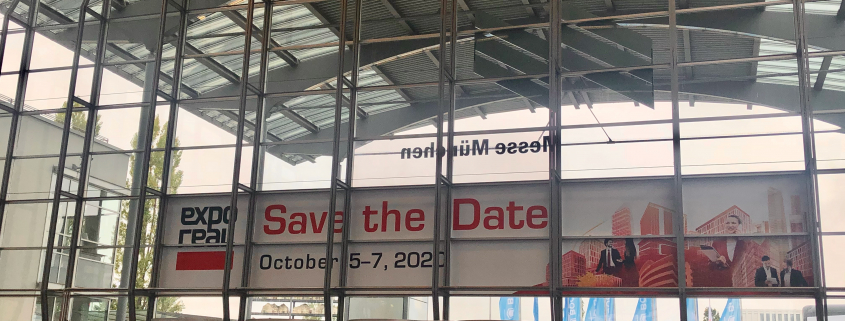 Messe München
expo
real
Save the Date
October 5-7, 2020